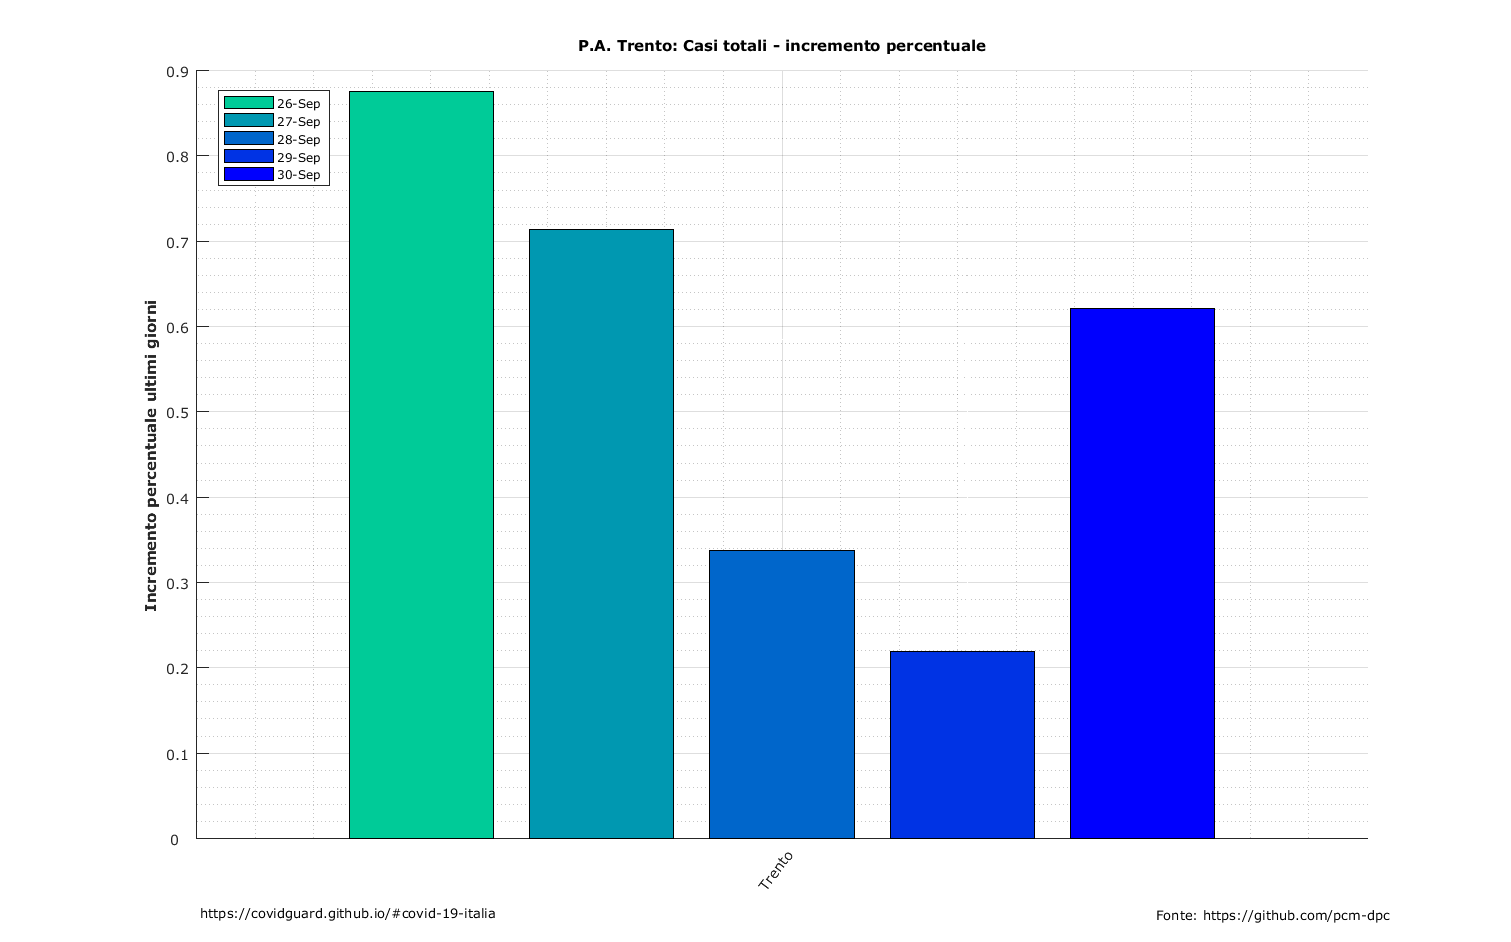 P.A. Trento: Casi totali - incremento percentuale
Incremento percentuale ultimi giorni
0.9
0.8
0.7
0.6
0.5
0.4
0.3
0.2
0.1
0
26-Sep
27-Sep
28-Sep
29-Sep
30-Sep
Trento
https://covidguard.github.io/#covid-19-italia
Fonte: https://github.com/pcm-dpc